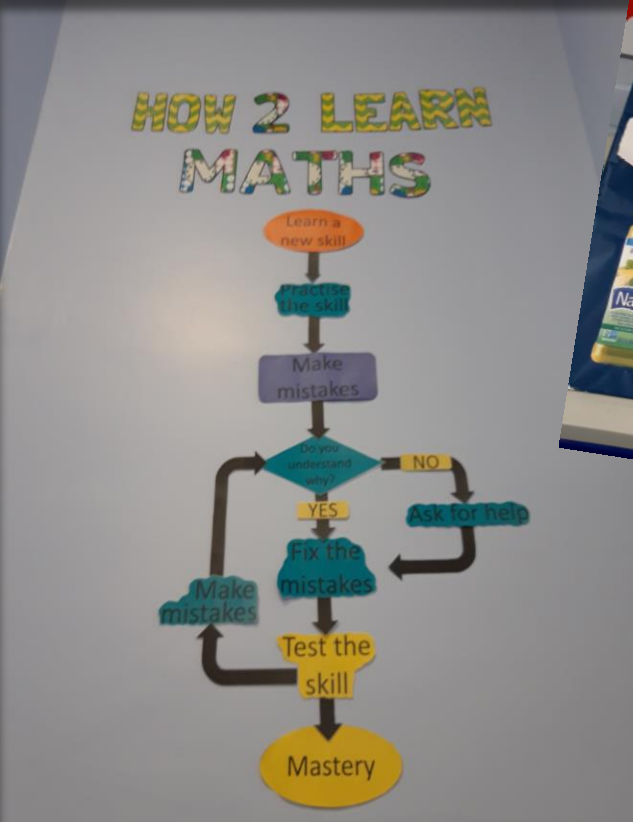 HOW 2 LEARN
MATHS
Learn a
new skill
Practise
the skill
Make
mistakes
Do you
understand
why?
NO
YES
Ask for help
Fix the
mistakes
Make
mistakes
Test the
skill
Mastery